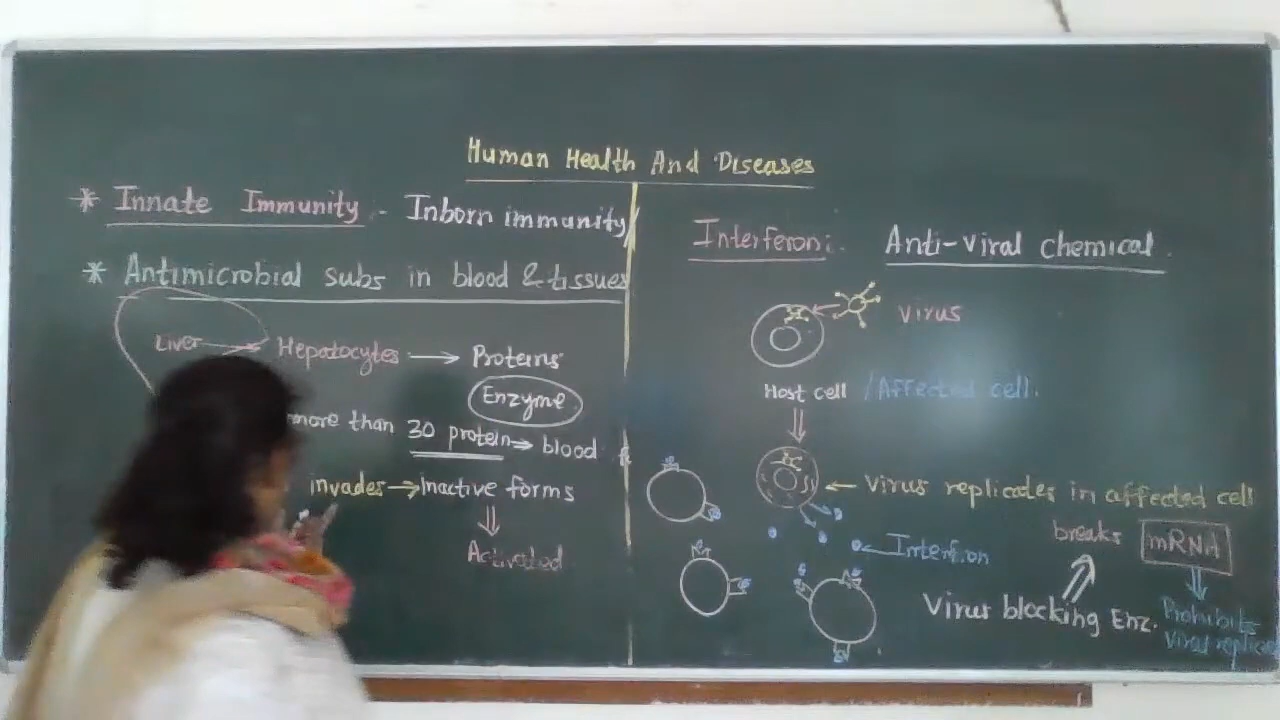 Human Health And Diseases
* Innate Immunity - Inborn immunity
* Antimicrobial subs in blood & tissues
Liver → Hepatocytes → Proteins
Enzyme
more than 30 protein → blood
invades → Inactive forms
⇓
Activated
Interferon: Anti-Viral chemical.
Virus
Host cell / Affected cell.
⇓
← Virus replicates in affected cell
← Interferon
breaks mRNA
Virus blocking Enz.
Prohibits